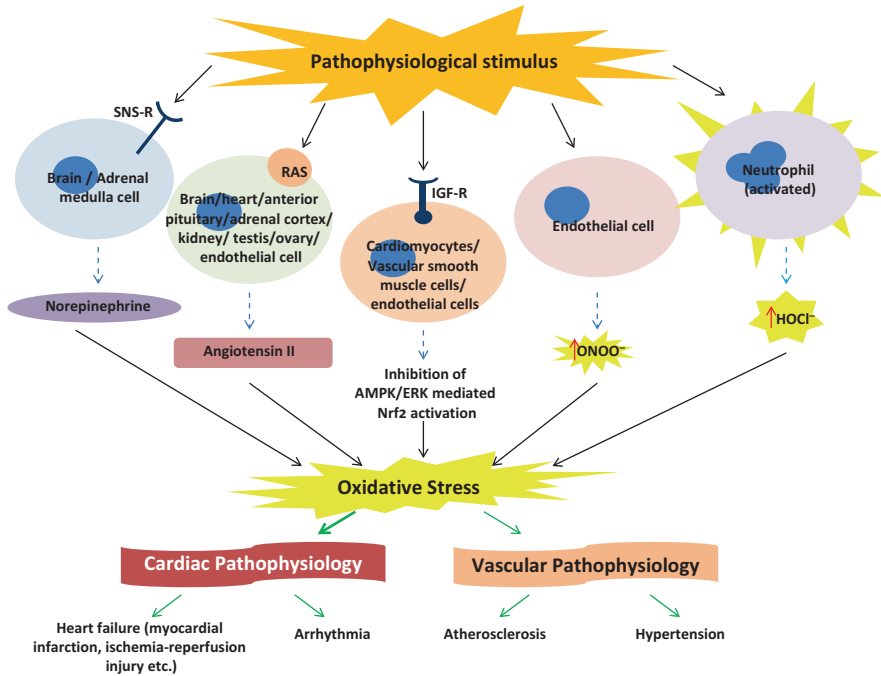 Pathophysiological stimulus
SNS-R
Brain / Adrenal
medulla cell
RAS
Brain/heart/anterior
pituitary/adrenal cortex/
kidney/ testis/ovary/
endothelial cell
IGF-R
Cardiomyocytes/
Vascular smooth
muscle cells/
endothelial cells
Endothelial cell
Neutrophil
(activated)
Norepinephrine
Angiotensin II
Inhibition of
AMPK/ERK mediated
Nrf2 activation
↑ONOO⁻
↑HOCl⁻
Oxidative Stress
Cardiac Pathophysiology
Vascular Pathophysiology
Heart failure (myocardial
infarction, ischemia-reperfusion
injury etc.)
Arrhythmia
Atherosclerosis
Hypertension